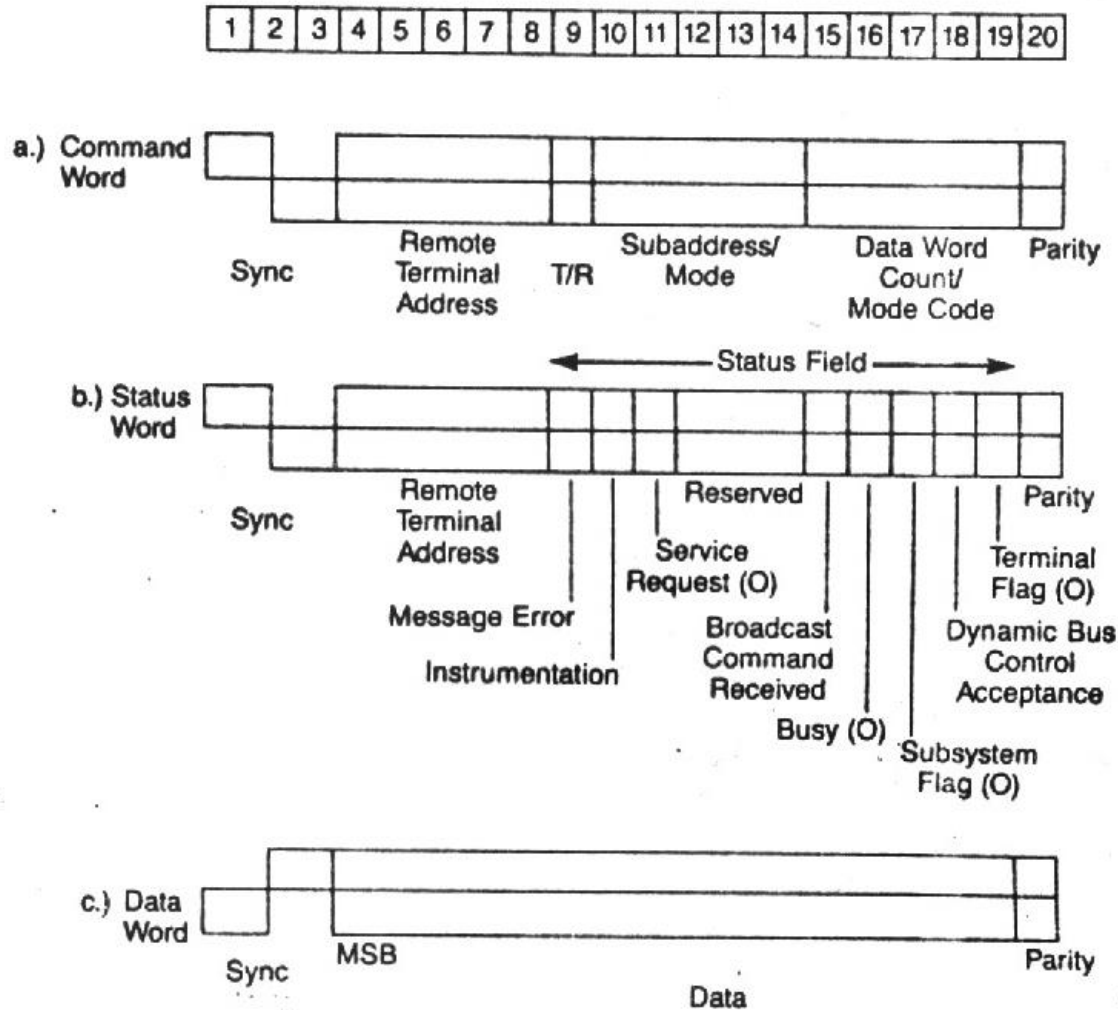 1 2 3 4 5 6 7 8 9 10 11 12 13 14 15 16 17 18 19 20
a.) Command
Word
Sync
Remote
Terminal
Address
T/R
Subaddress/
Mode
Data Word
Count/
Mode Code
Parity
Status Field
b.) Status
Word
Sync
Remote
Terminal
Address
Message Error
Instrumentation
Service
Request (O)
Reserved
Broadcast
Command
Received
Busy (O)
Subsystem
Flag (O)
Dynamic Bus
Control
Acceptance
Terminal
Flag (O)
Parity
c.) Data
Word
Sync
MSB
Data
Parity